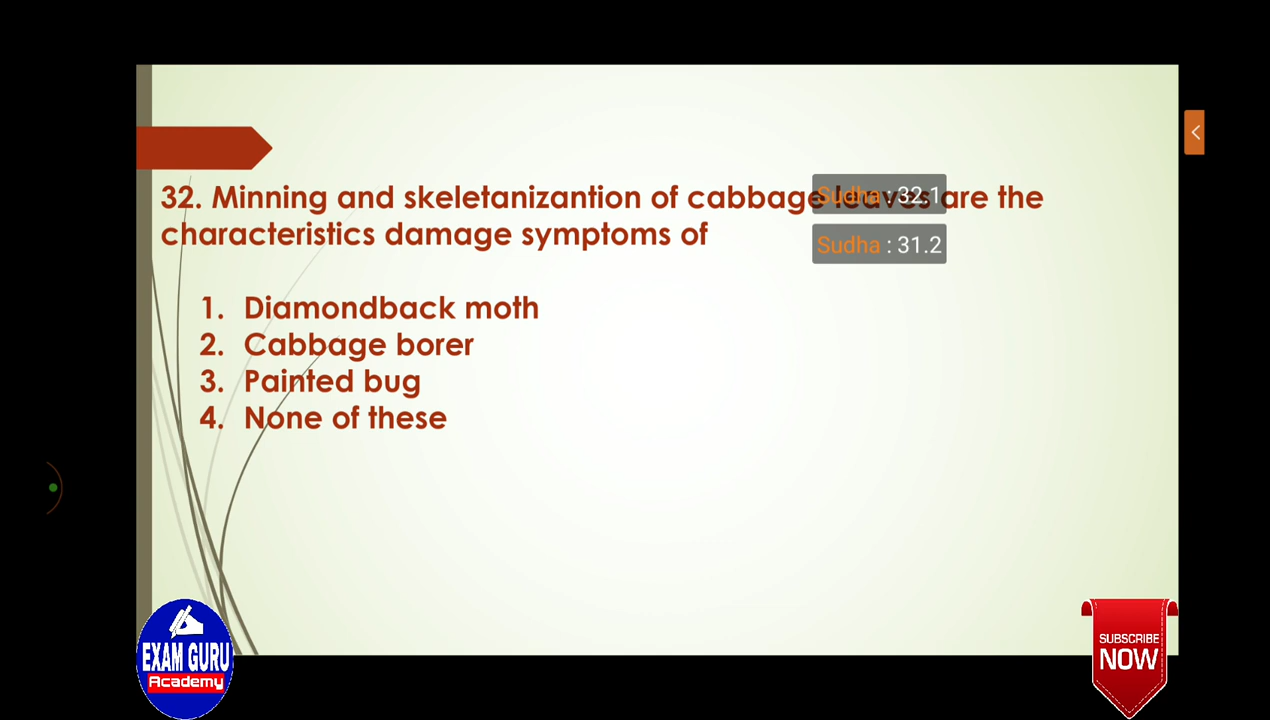 32. Minning and skeletanizantion of cabbage leaves are the
characteristics damage symptoms of
Sudha : 32.1
Sudha : 31.2
1. Diamondback moth
2. Cabbage borer
3. Painted bug
4. None of these
EXAM GURU
Academy
SUBSCRIBE
NOW